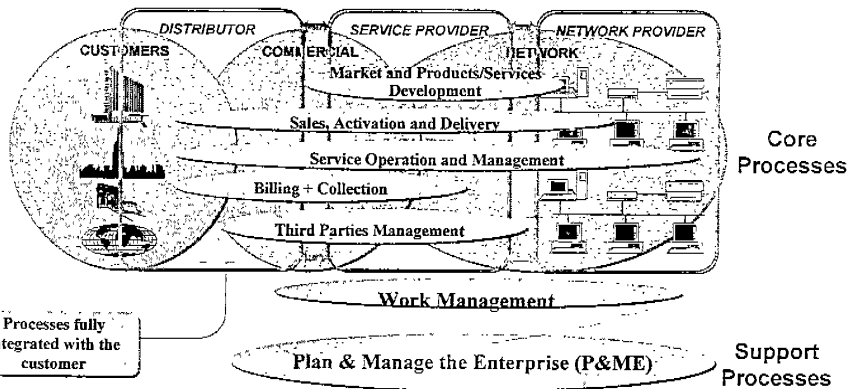 DISTRIBUTOR
SERVICE PROVIDER
NETWORK PROVIDER
CUSTOMERS
COMMERCIAL
NETWORK
Market and Products/Services
Development
Sales, Activation and Delivery
Service Operation and Management
Billing + Collection
Third Parties Management
Core
Processes
Work Management
Processes fully
tegrated with the
customer
Plan & Manage the Enterprise (P&ME)
Support
Processes